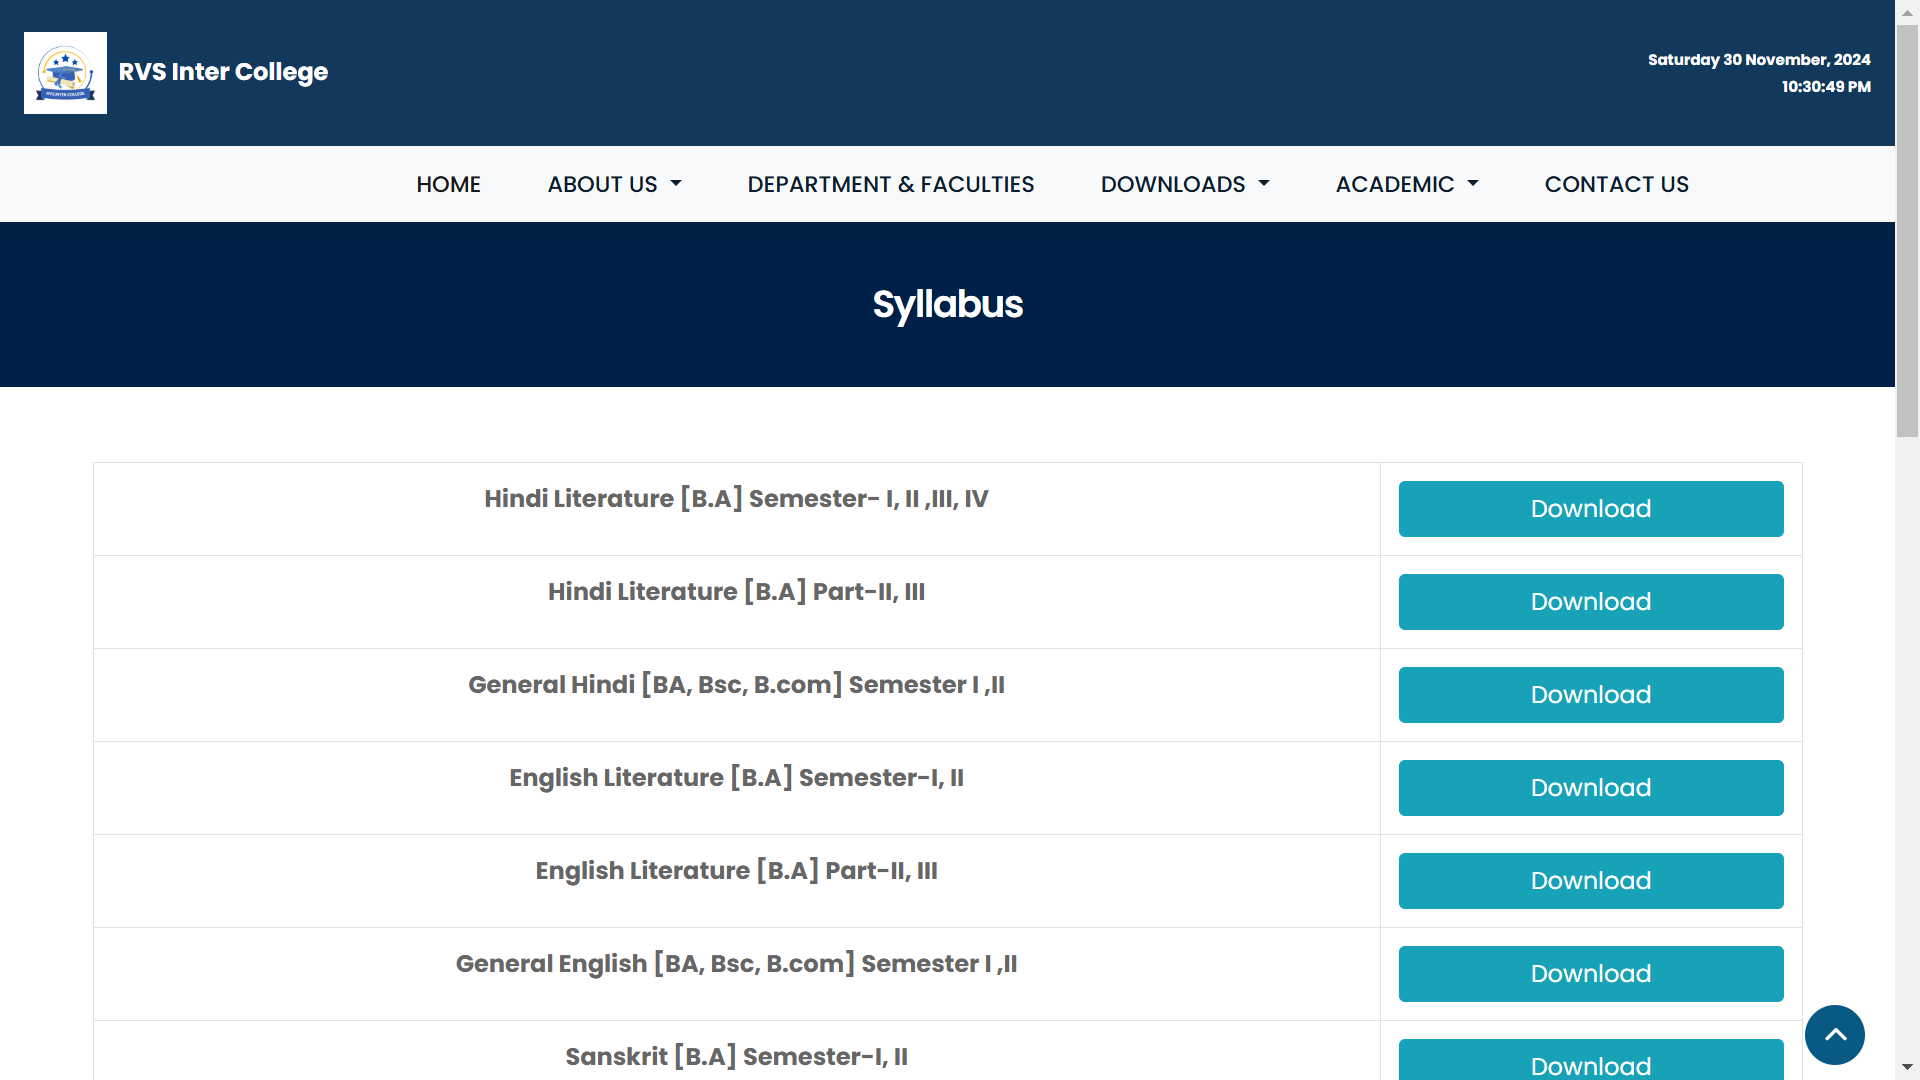 RVS INTER COLLEGE
RVS Inter College
Saturday 30 November, 2024
10:30:49 PM
HOME ABOUT US DEPARTMENT & FACULTIES DOWNLOADS ACADEMIC CONTACT US
Syllabus
Hindi Literature [B.A] Semester- I, II ,III, IV Download
Hindi Literature [B.A] Part-II, III Download
General Hindi [BA, Bsc, B.com] Semester I ,II Download
English Literature [B.A] Semester-I, II Download
English Literature [B.A] Part-II, III Download
General English [BA, Bsc, B.com] Semester I ,II Download
Sanskrit [B.A] Semester-I, II Download